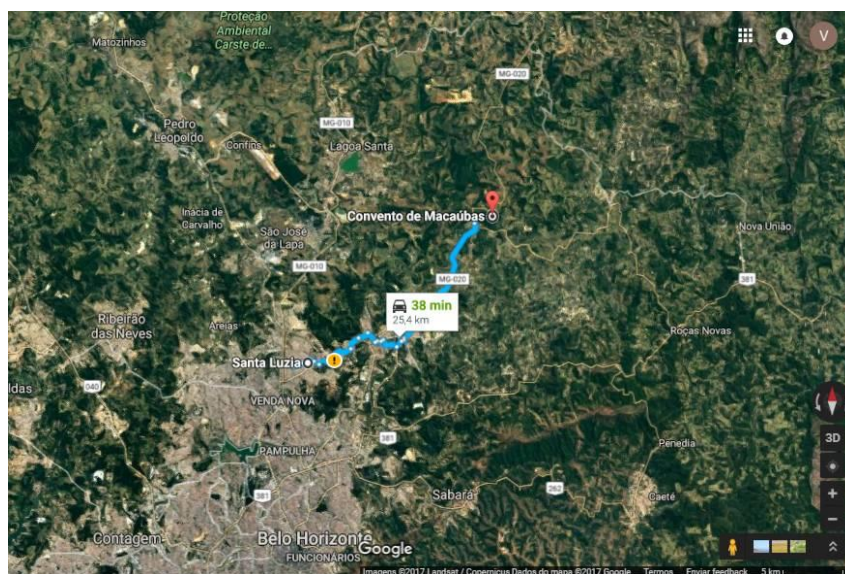 Proteção
Ambiental
Carste de...
V
Matozinhos
MG-020
Pedro
Leopoldo
MG-010
Confins
Lagoa Santa
Inácia de
Carvalho
Convento de Macaúbas
São José
da Lapa
Nova União
MG-010
MG-020
381
38 min
25,4 km
Ribeirão
das Neves
Areias
Roças Novas
Santa Luzia
!
ldas
040
VENDA NOVA
3D
381
PAMPULHA
Penedia
381
Sabará
262
Caeté
Contagem
Belo Horizonte
FUNCIONÁRIOS
Google
Imagens ©2017 Landsat / Copernicus Dados do mapa ©2017 Google Termos Enviar feedback 5 km